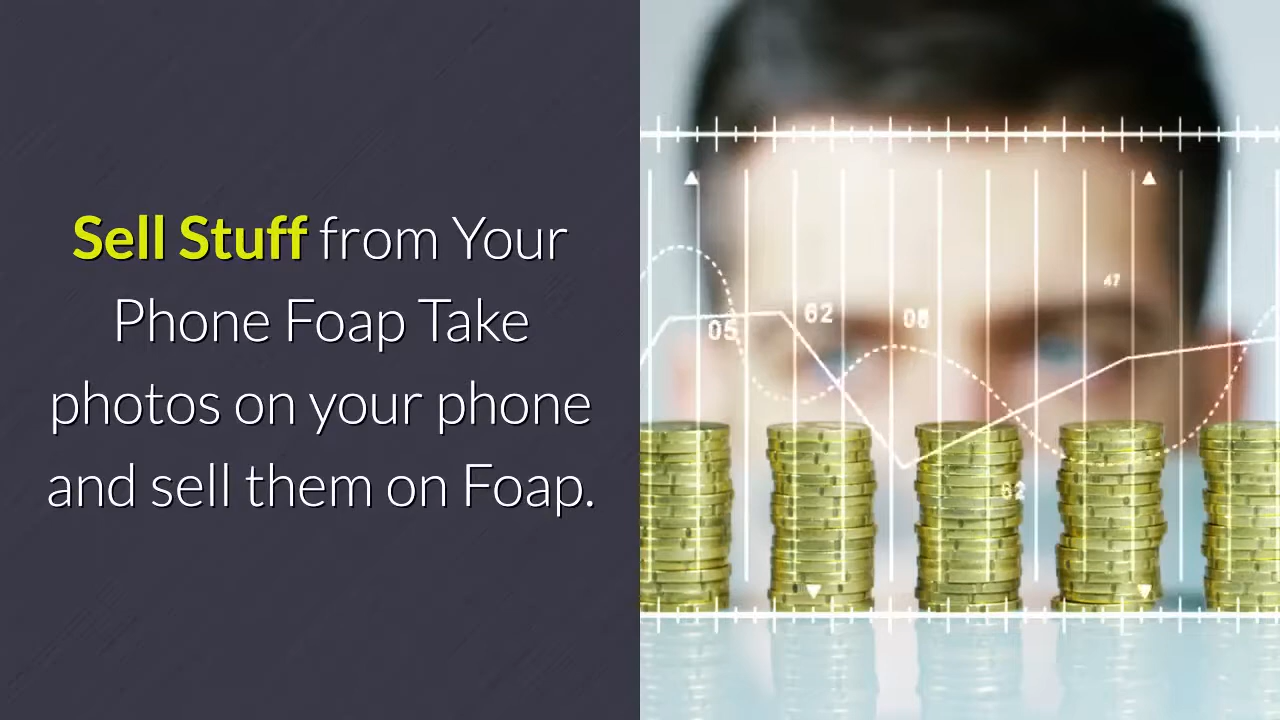 Sell Stuff from Your
Phone Foap Take
photos on your phone
and sell them on Foap.
47
62
05
08
62